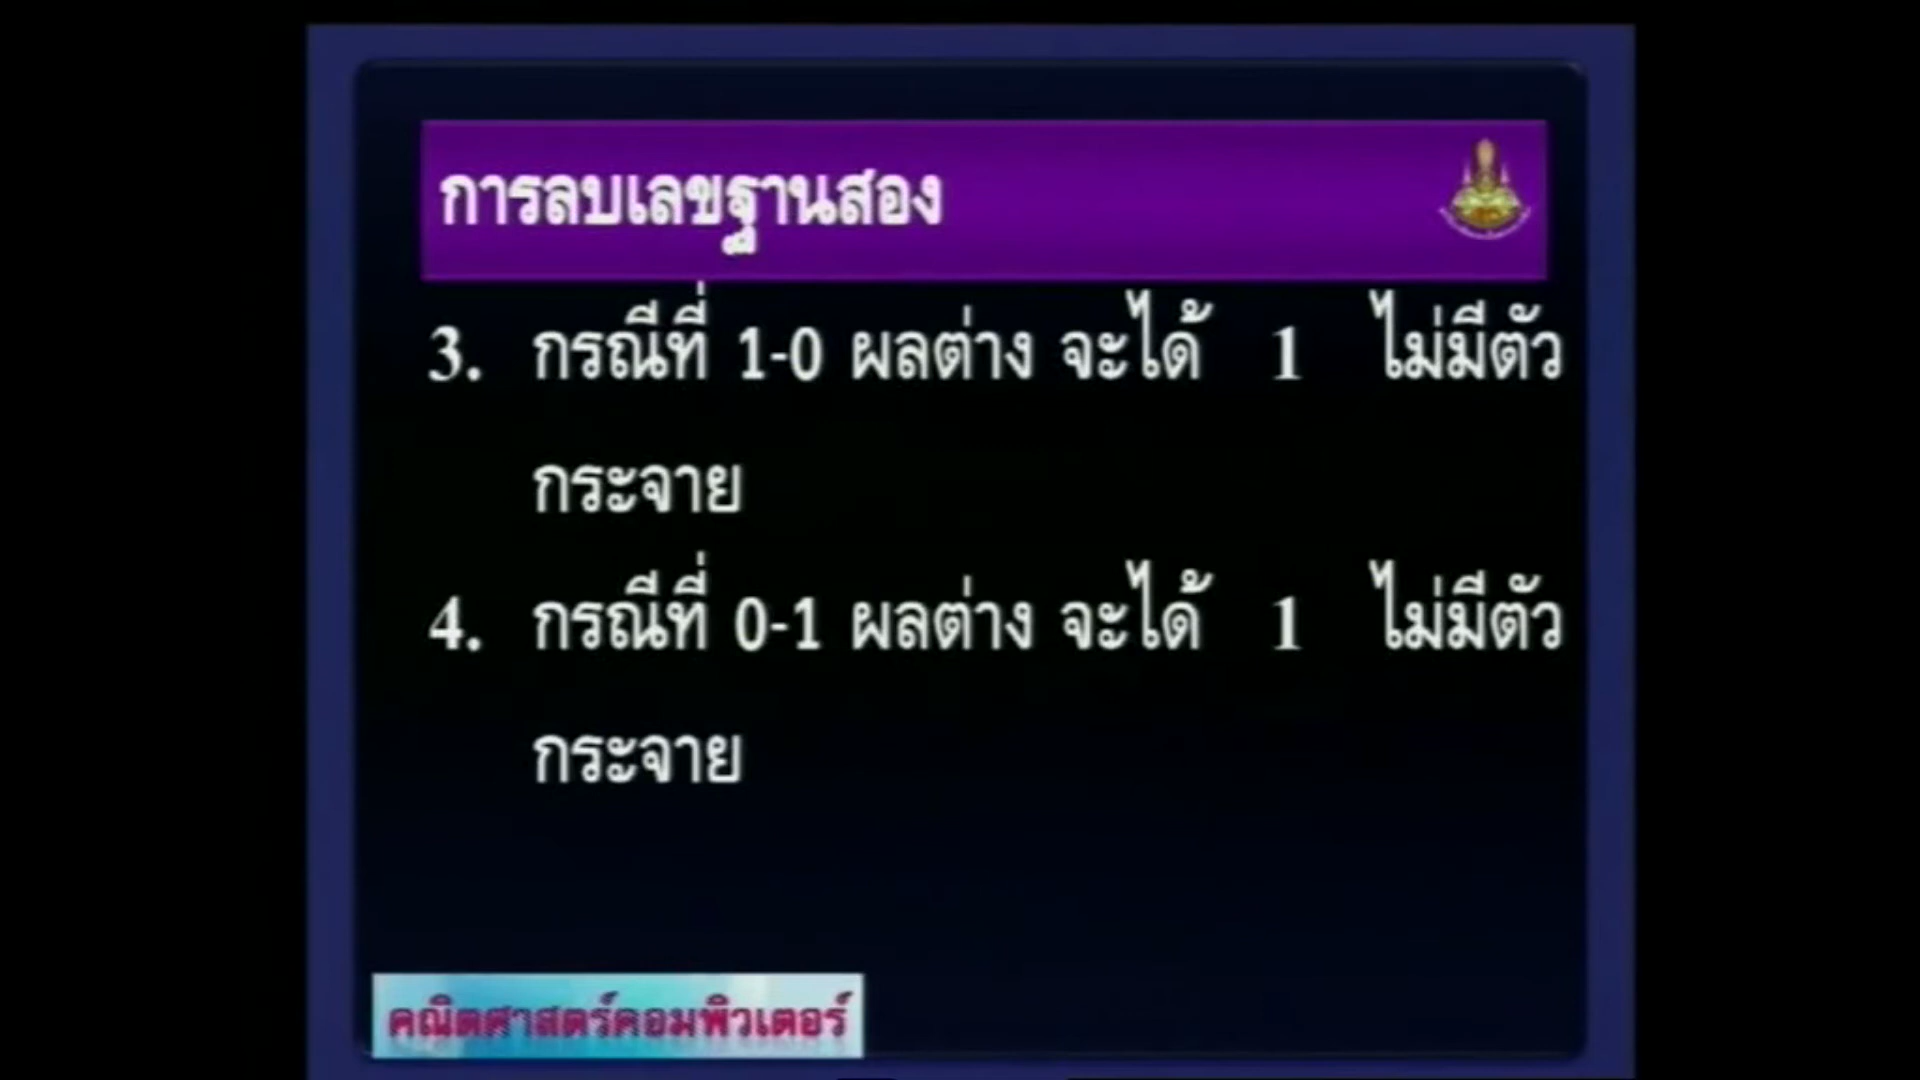 การลบเลขฐานสอง
3. กรณีที่ 1-0 ผลต่าง จะได้ 1 ไม่มีตัว
กระจาย
4. กรณีที่ 0-1 ผลต่าง จะได้ 1 ไม่มีตัว
กระจาย
คณิตศาสตร์คอมพิวเตอร์